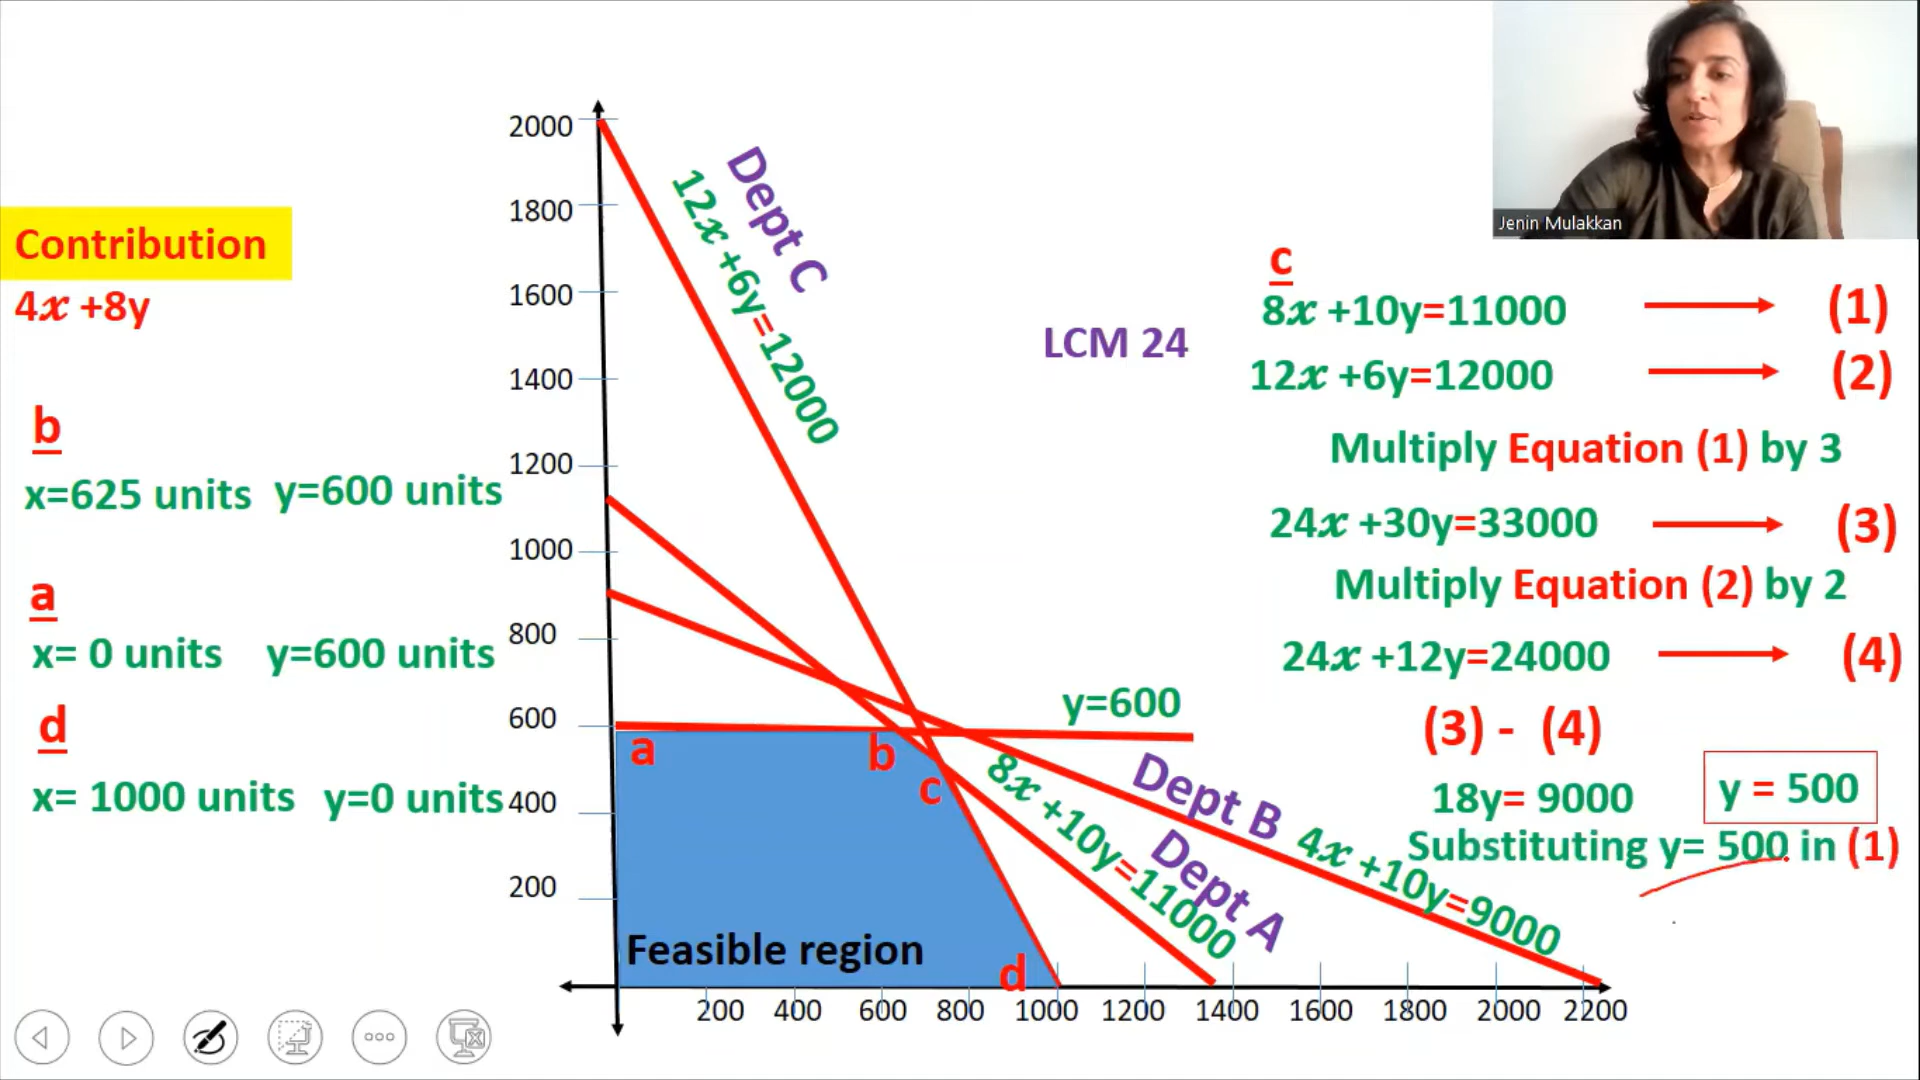 Jenin Mulakkan
Contribution
4x +8y
b
x=625 units y=600 units
a
x= 0 units y=600 units
d
x= 1000 units y=0 units
2000
1800
1600
1400
1200
1000
800
600
400
200
Dept C
12x +6y=12000
y=600
a
b
c
d
Dept B
4x +10y=9000
Dept A
8x +10y=11000
Feasible region
200 400 600 800 1000 1200 1400 1600 1800 2000 2200
LCM 24
c
8x +10y=11000 (1)
12x +6y=12000 (2)
Multiply Equation (1) by 3
24x +30y=33000 (3)
Multiply Equation (2) by 2
24x +12y=24000 (4)
(3) - (4)
18y= 9000 y = 500
Substituting y= 500 in (1)